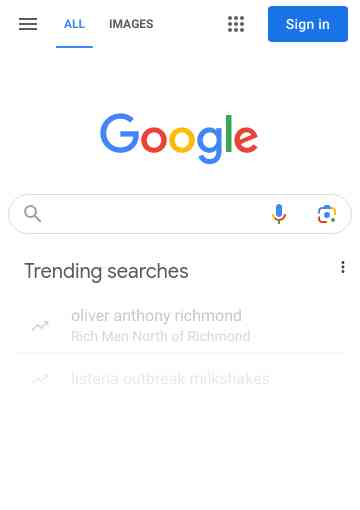 ALL IMAGES Sign in
Google
Trending searches
oliver anthony richmond
Rich Men North of Richmond
listeria outbreak milkshakes